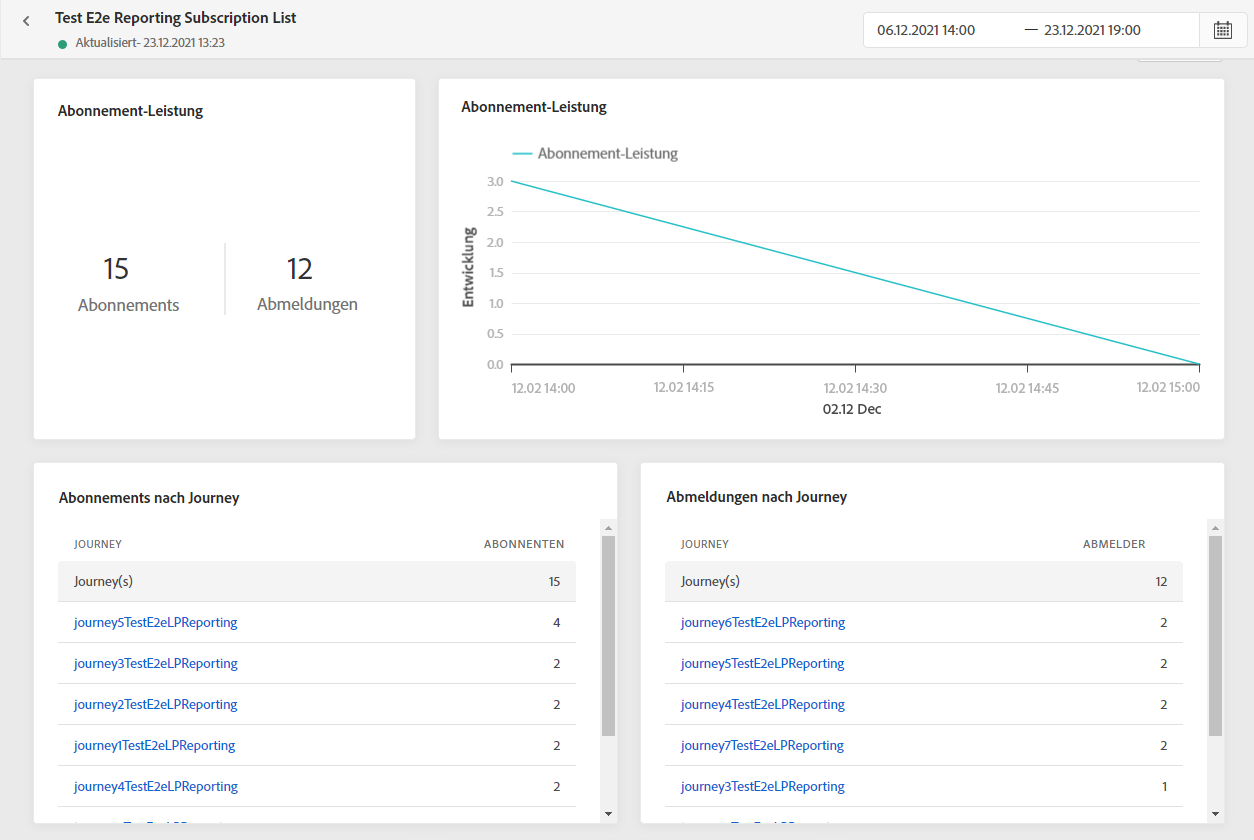 Test E2e Reporting Subscription List
Aktualisiert- 23.12.2021 13:23
06.12.2021 14:00 — 23.12.2021 19:00
Abonnement-Leistung
15 12
Abonnements Abmeldungen
Abonnement-Leistung
Abonnement-Leistung
3.0
2.5
2.0
1.5
1.0
0.5
0.0
Entwicklung
12.02 14:00 12.02 14:15 12.02 14:30 12.02 14:45 12.02 15:00
02.12 Dec
Abonnements nach Journey
JOURNEY ABONNENTEN
Journey(s) 15
journey5TestE2eLPReporting 4
journey3TestE2eLPReporting 2
journey2TestE2eLPReporting 2
journey1TestE2eLPReporting 2
journey4TestE2eLPReporting 2
Abmeldungen nach Journey
JOURNEY ABMELDER
Journey(s) 12
journey6TestE2eLPReporting 2
journey5TestE2eLPReporting 2
journey4TestE2eLPReporting 2
journey7TestE2eLPReporting 2
journey3TestE2eLPReporting 1